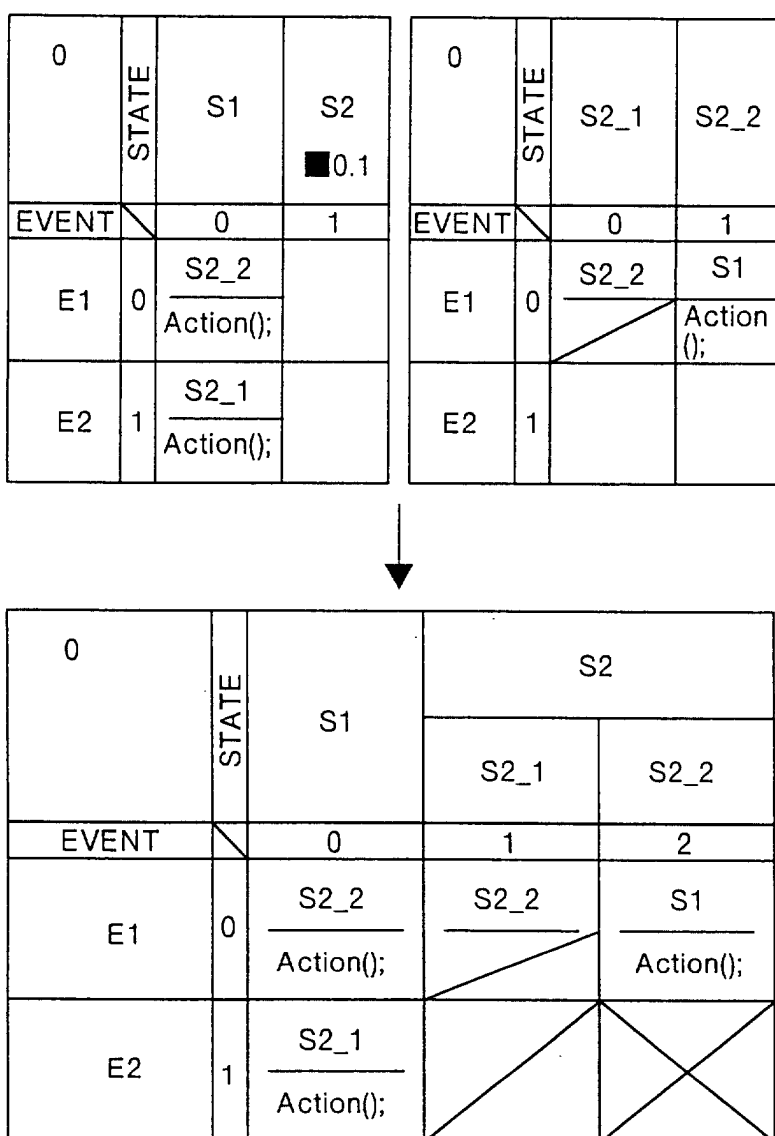 0 STATE S1 S2
0.1
EVENT 0 1
E1 0 S2_2
Action();
E2 1 S2_1
Action();
0 STATE S2_1 S2_2
EVENT 0 1
E1 0 S2_2 S1
Action
();
E2 1
0 STATE S1 S2
S2_1 S2_2
EVENT 0 1 2
E1 0 S2_2 S2_2 S1
Action(); Action();
E2 1 S2_1
Action();